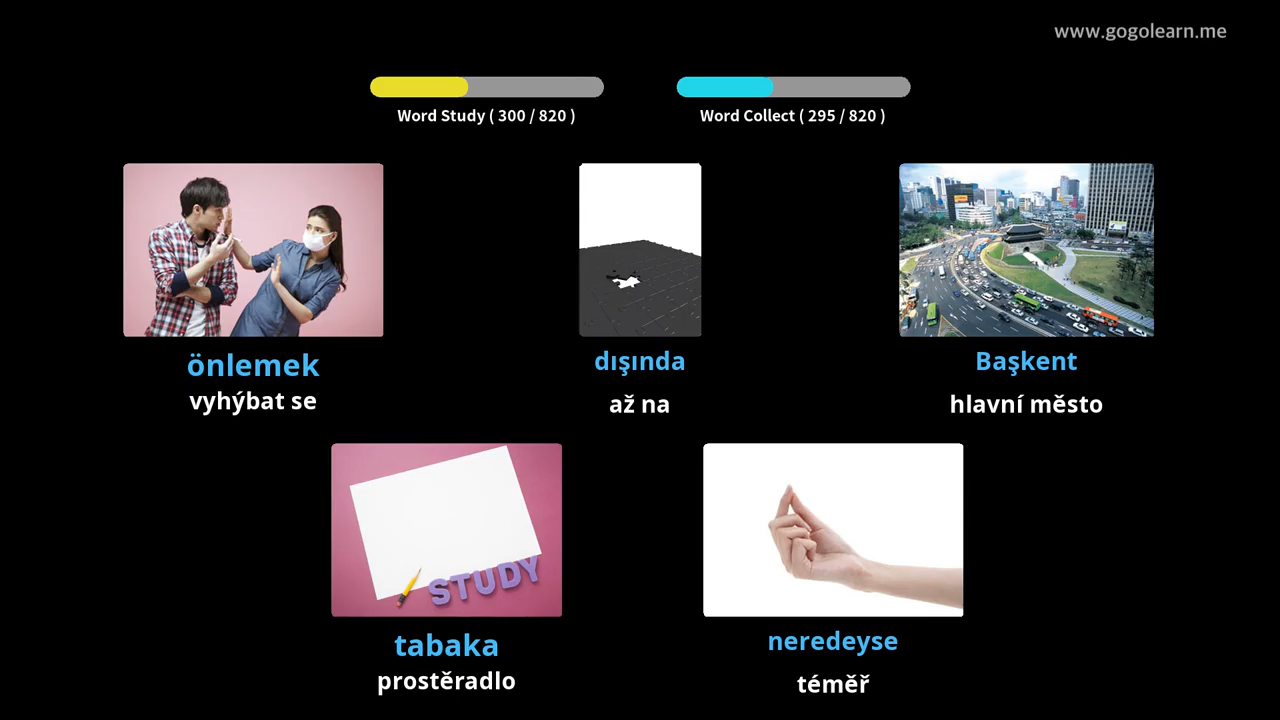 www.gogolearn.me
Word Study ( 300 / 820 )
Word Collect ( 295 / 820 )
önlemek
vyhýbat se
dışında
až na
Başkent
hlavní město
STUDY
tabaka
prostěradlo
neredeyse
téměř